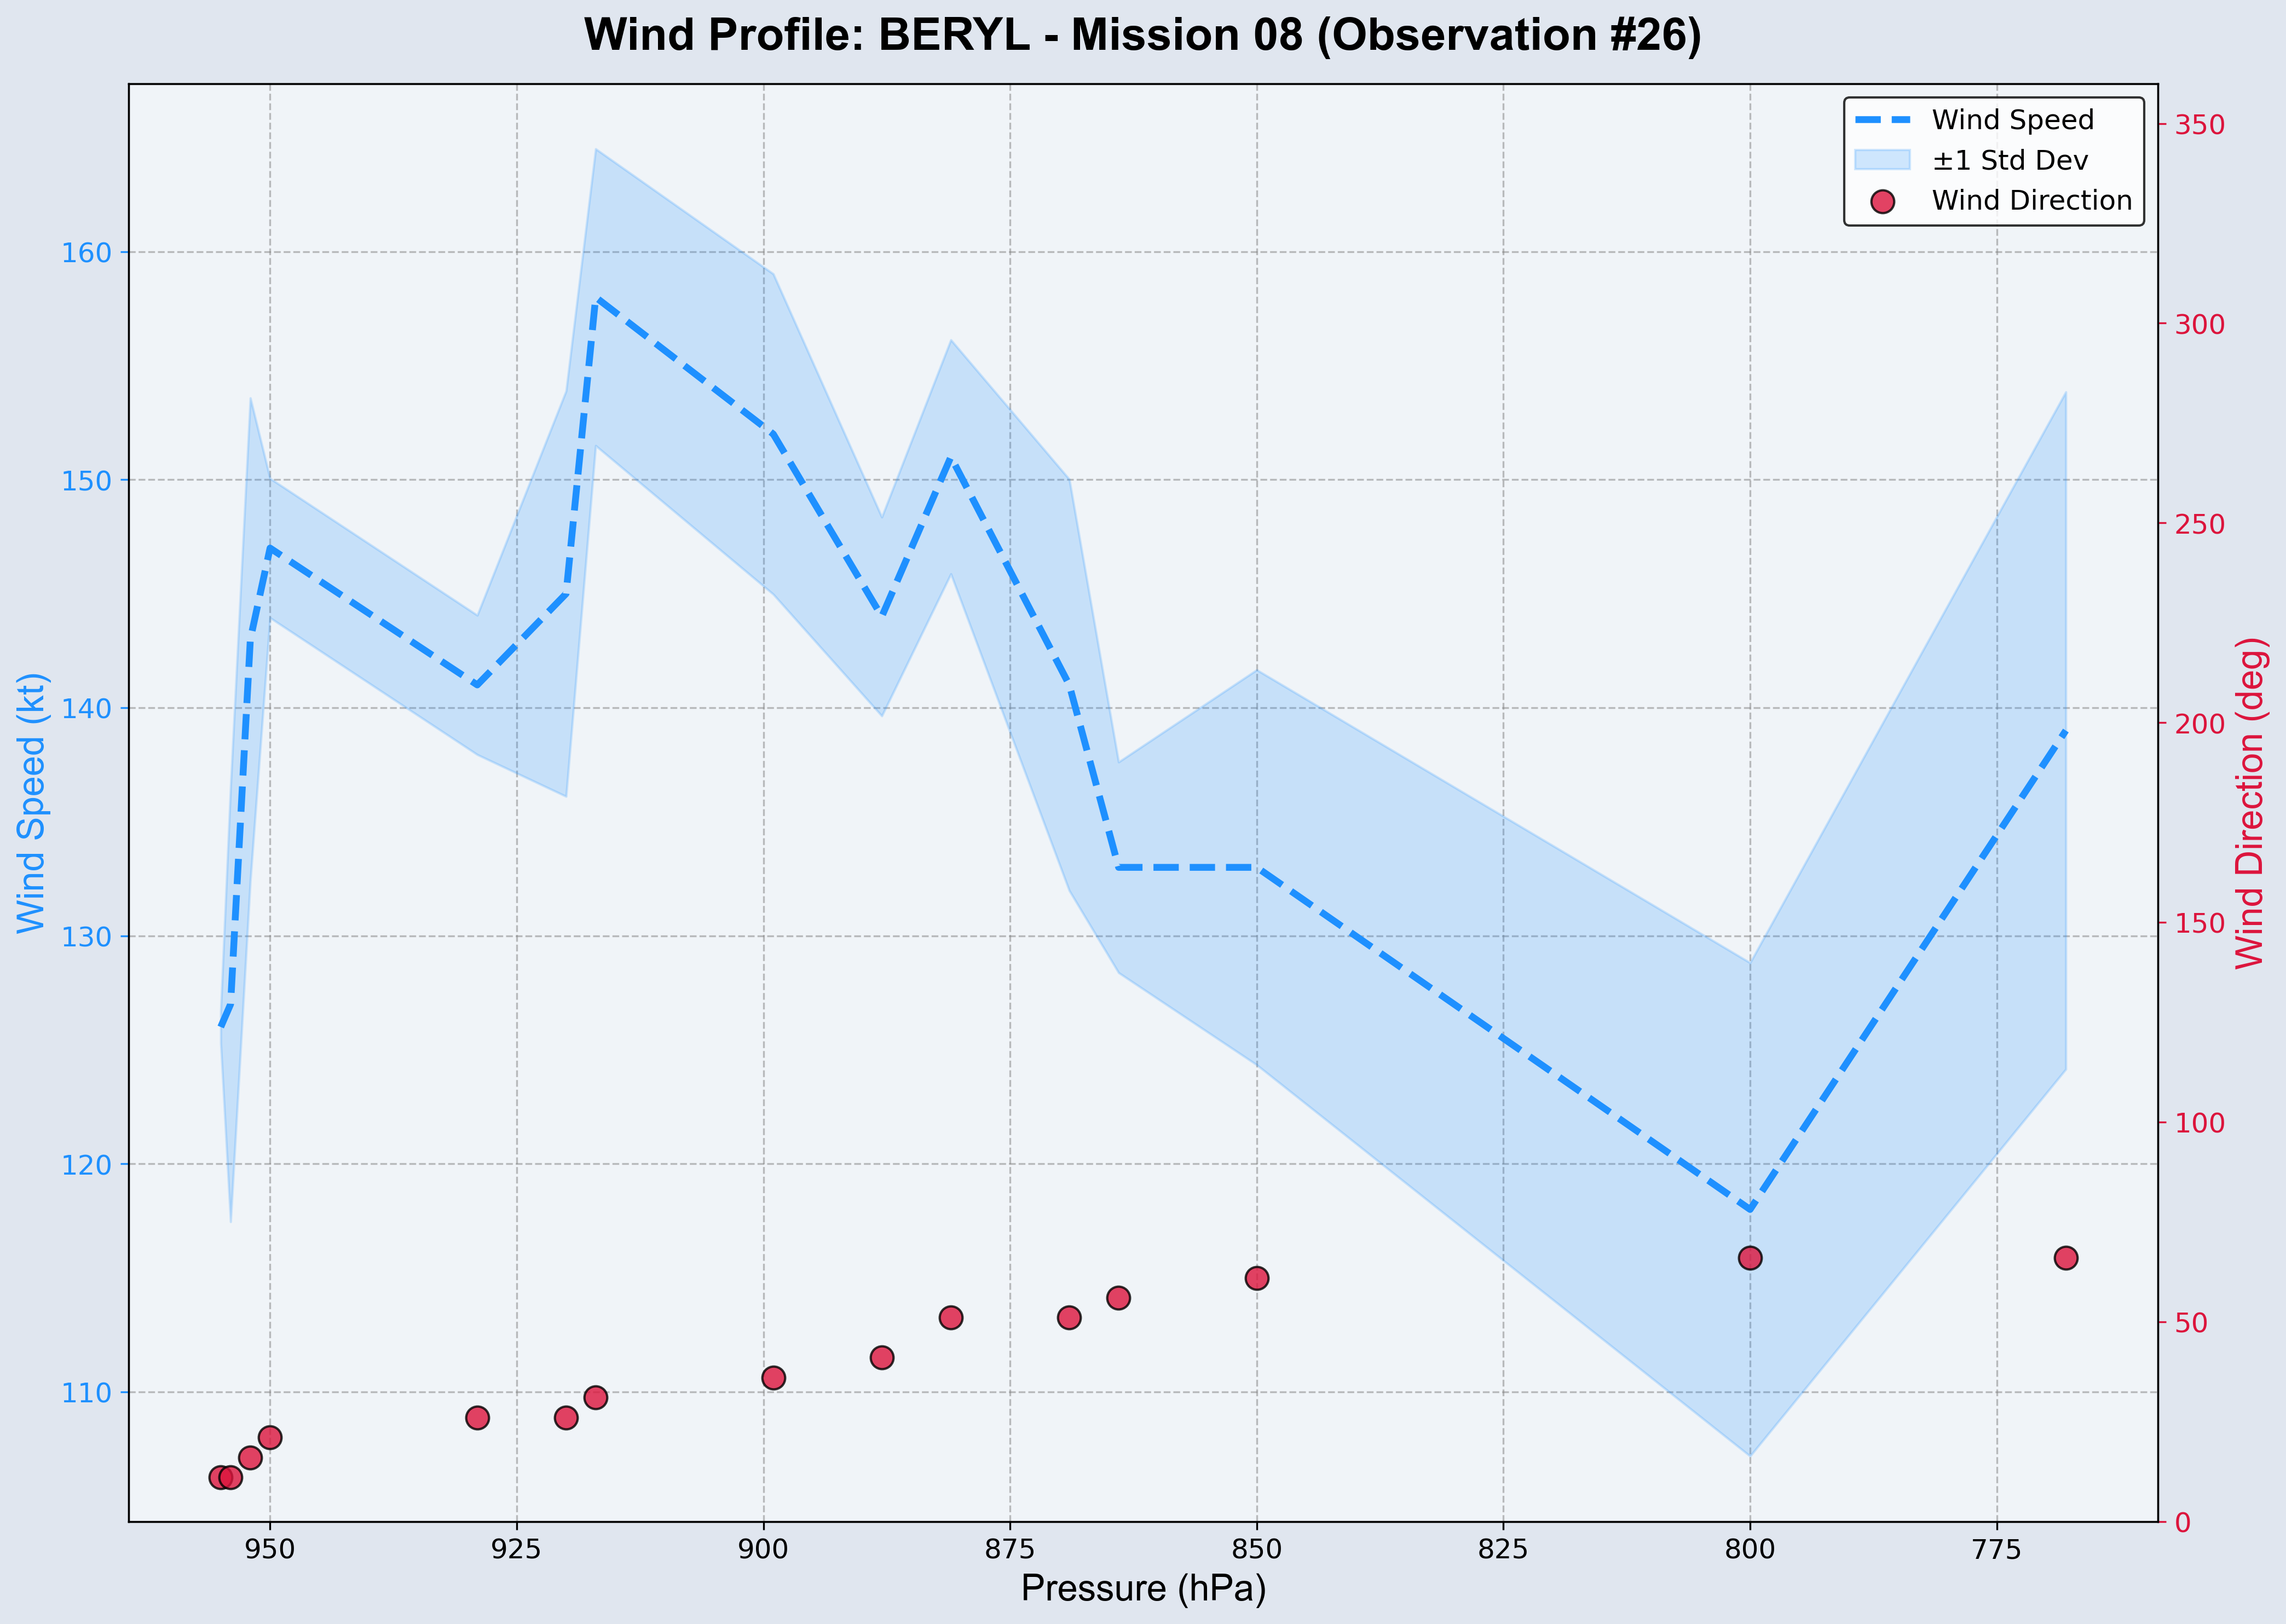 Wind Profile: BERYL - Mission 08 (Observation #26)
Wind Speed
±1 Std Dev
Wind Direction
160
150
140
130
120
110
Wind Speed (kt)
350
300
250
200
150
100
50
0
Wind Direction (deg)
950 925 900 875 850 825 800 775
Pressure (hPa)